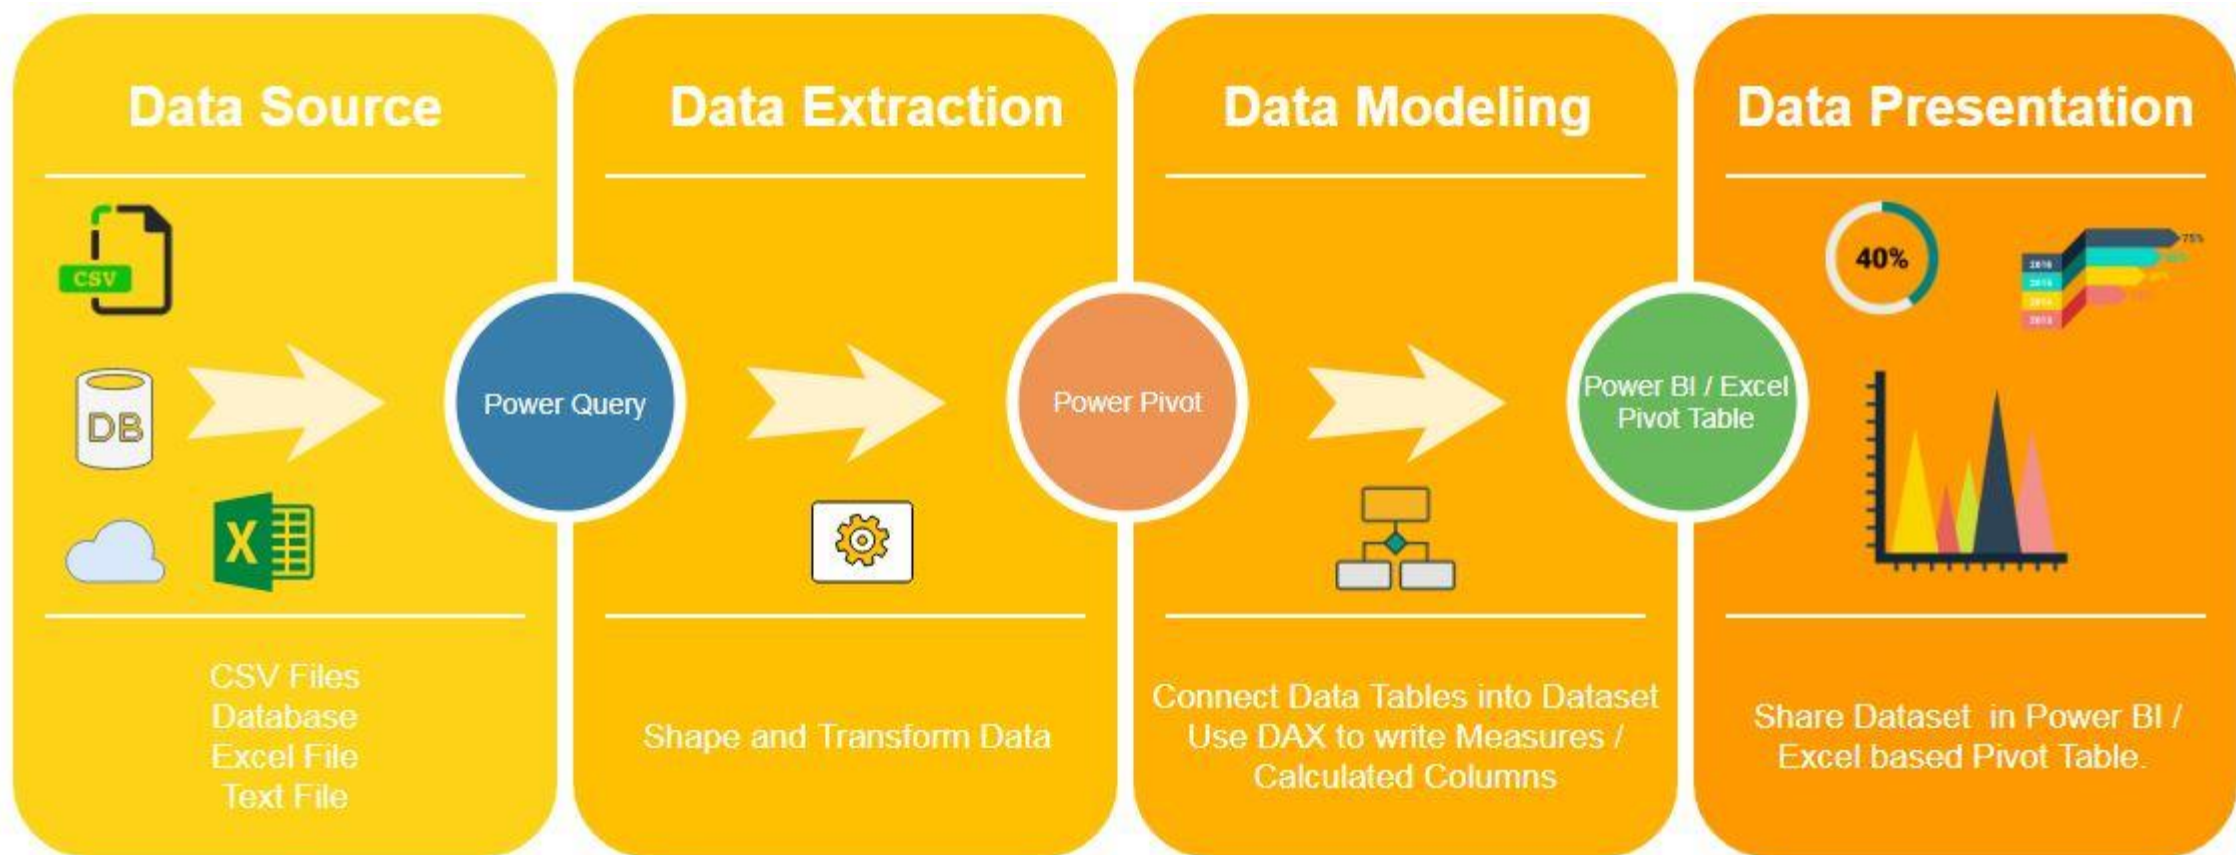 Data Source
CSV
DB
X
CSV Files
Database
Excel File
Text File
Power Query
Data Extraction
Shape and Transform Data
Power Pivot
Data Modeling
Connect Data Tables into Dataset
Use DAX to write Measures /
Calculated Columns
Power BI / Excel
Pivot Table
Data Presentation
40%
75%
2016
Share Dataset in Power BI /
Excel based Pivot Table.